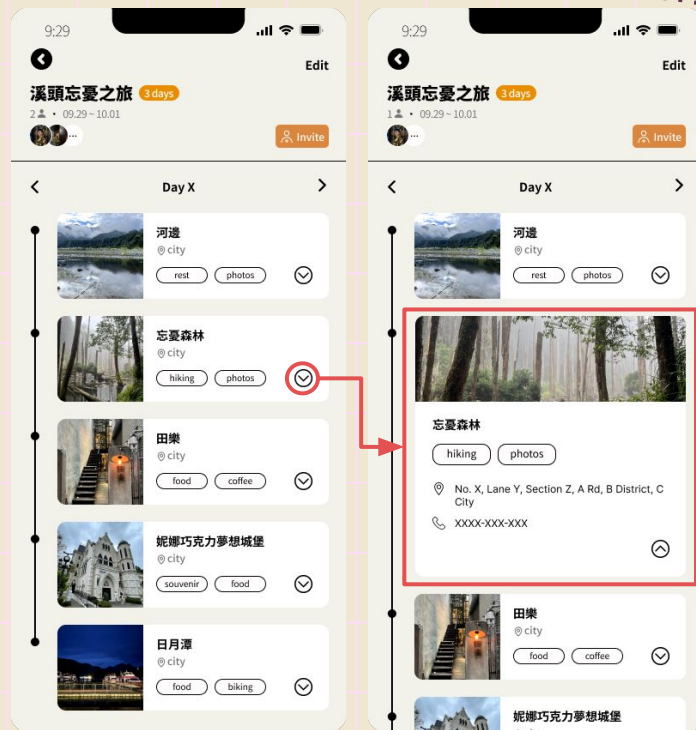 9:29
Edit
溪頭忘憂之旅 3 days
2 • 09.29 ~ 10.01
...
Invite
Day X
河邊
city
rest photos
忘憂森林
city
hiking photos
田樂
city
food coffee
妮娜巧克力夢想城堡
city
souvenir food
日月潭
city
food biking
9:29
Edit
溪頭忘憂之旅 3 days
1 • 09.29 ~ 10.01
...
Invite
Day X
河邊
city
rest photos
忘憂森林
hiking photos
No. X, Lane Y, Section Z, A Rd, B District, C
City
XXXX-XXX-XXX
田樂
city
food coffee
妮娜巧克力夢想城堡